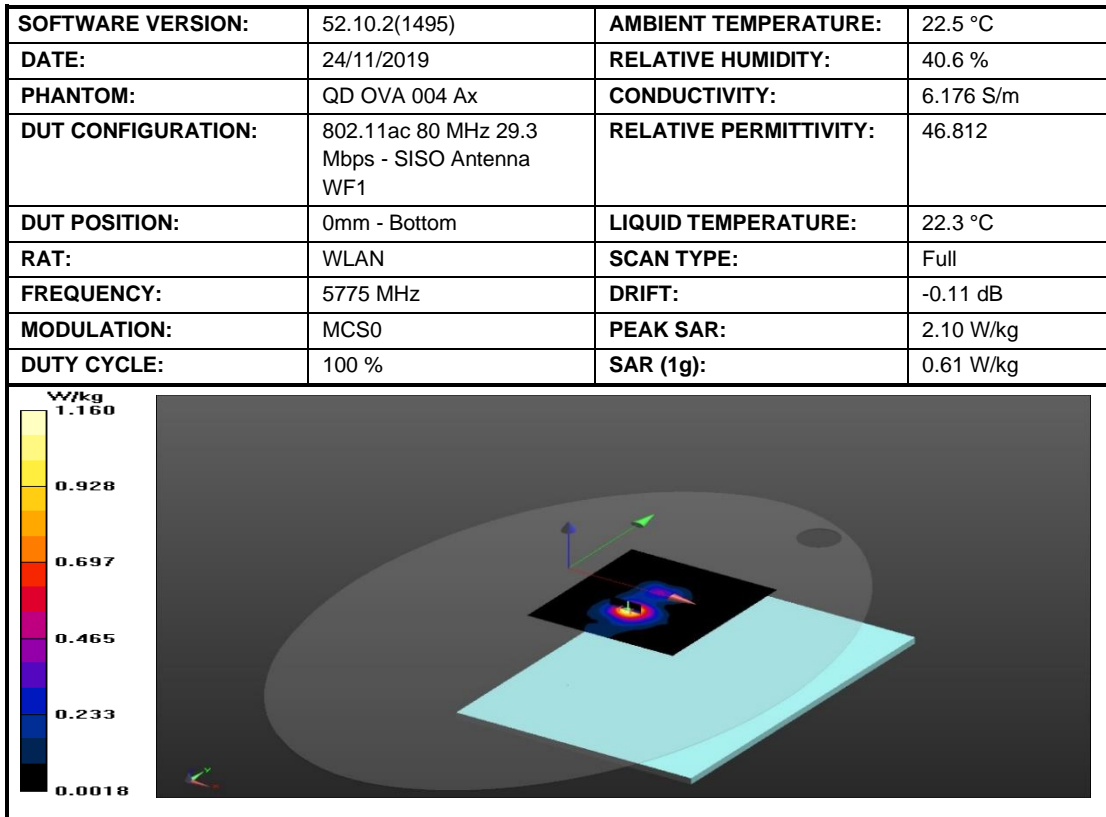 SOFTWARE VERSION: 52.10.2(1495) AMBIENT TEMPERATURE: 22.5 °C
DATE: 24/11/2019 RELATIVE HUMIDITY: 40.6 %
PHANTOM: QD OVA 004 Ax CONDUCTIVITY: 6.176 S/m
DUT CONFIGURATION: 802.11ac 80 MHz 29.3 RELATIVE PERMITTIVITY: 46.812
Mbps - SISO Antenna
WF1
DUT POSITION: 0mm - Bottom LIQUID TEMPERATURE: 22.3 °C
RAT: WLAN SCAN TYPE: Full
FREQUENCY: 5775 MHz DRIFT: -0.11 dB
MODULATION: MCS0 PEAK SAR: 2.10 W/kg
DUTY CYCLE: 100 % SAR (1g): 0.61 W/kg
W/kg
1.160
0.928
0.697
0.465
0.233
0.0018